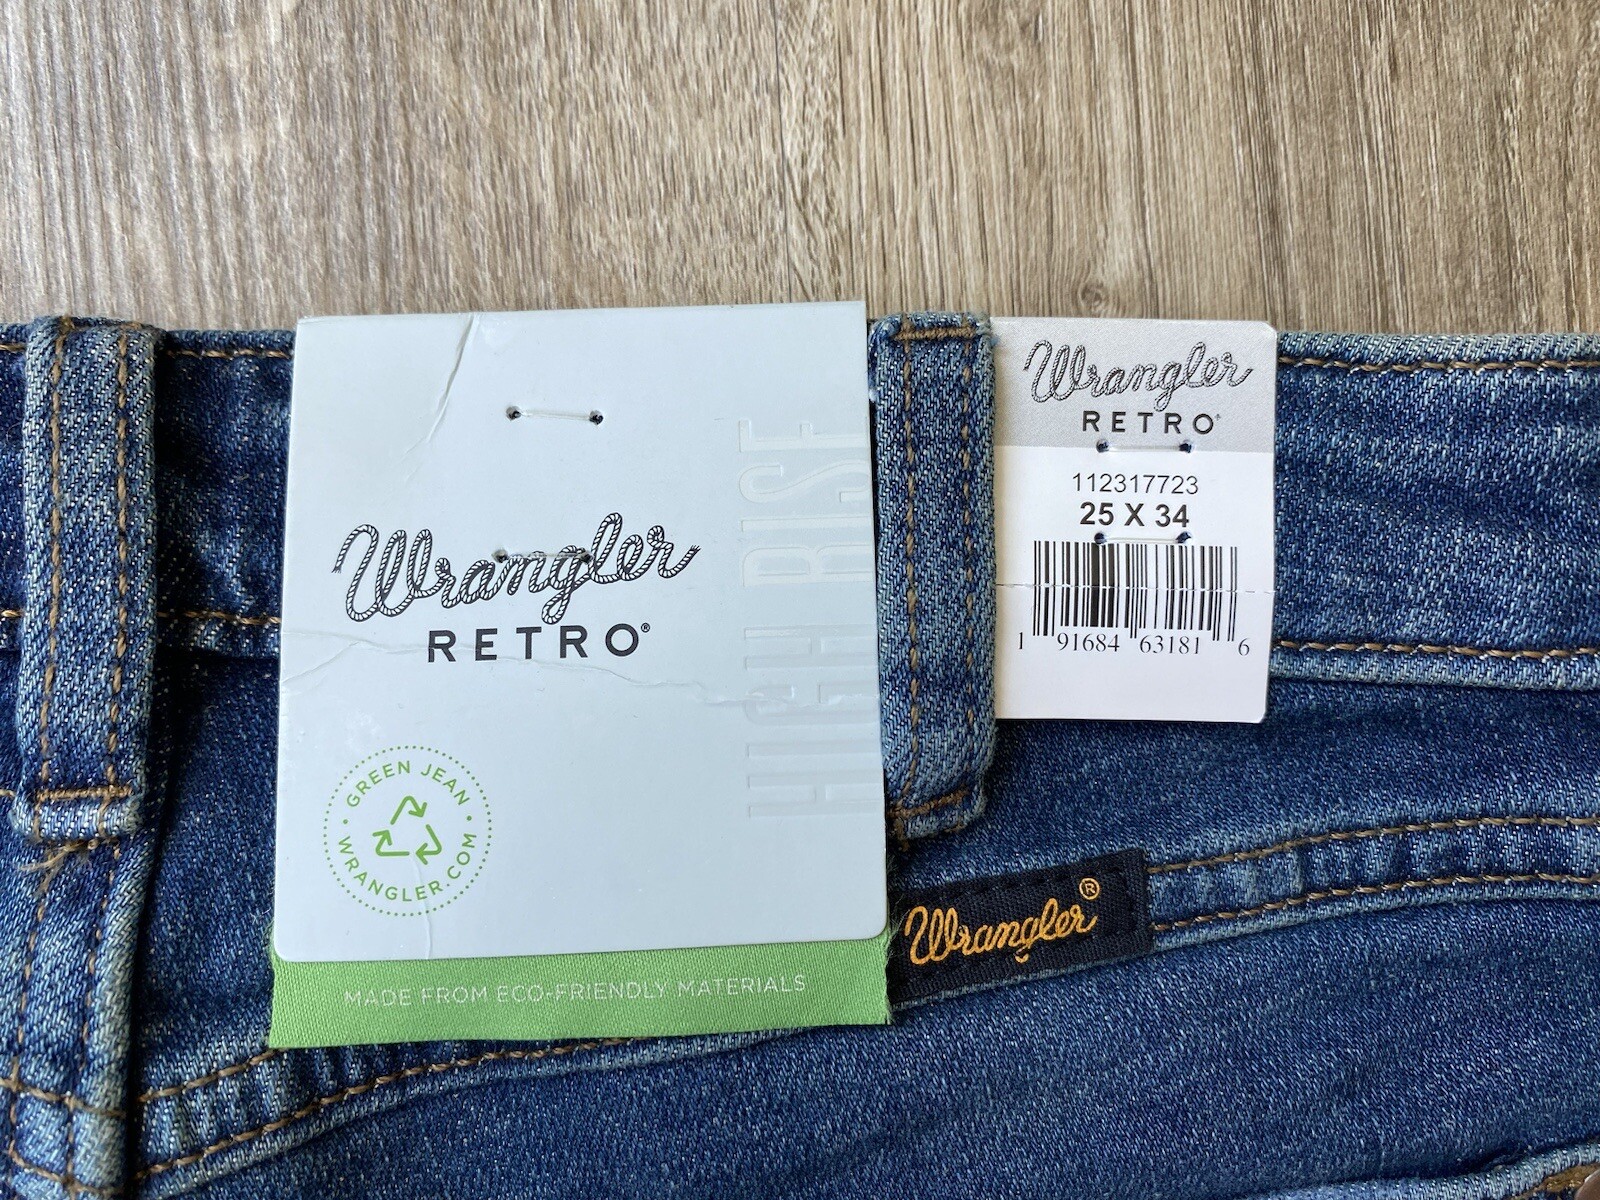 Wrangler
RETRO®
HIGH RISE
GREEN JEAN
WRANGLER.COM
MADE FROM ECO-FRIENDLY MATERIALS
Wrangler
RETRO®
112317723
25 X 34
1 91684 63181 6
Wrangler®